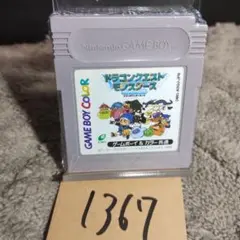 Nintendo GAME BOY
GAME BOY COLOR
ドラゴンクエスト
モンスターズ
ゲームボーイ&カラー共通
1367